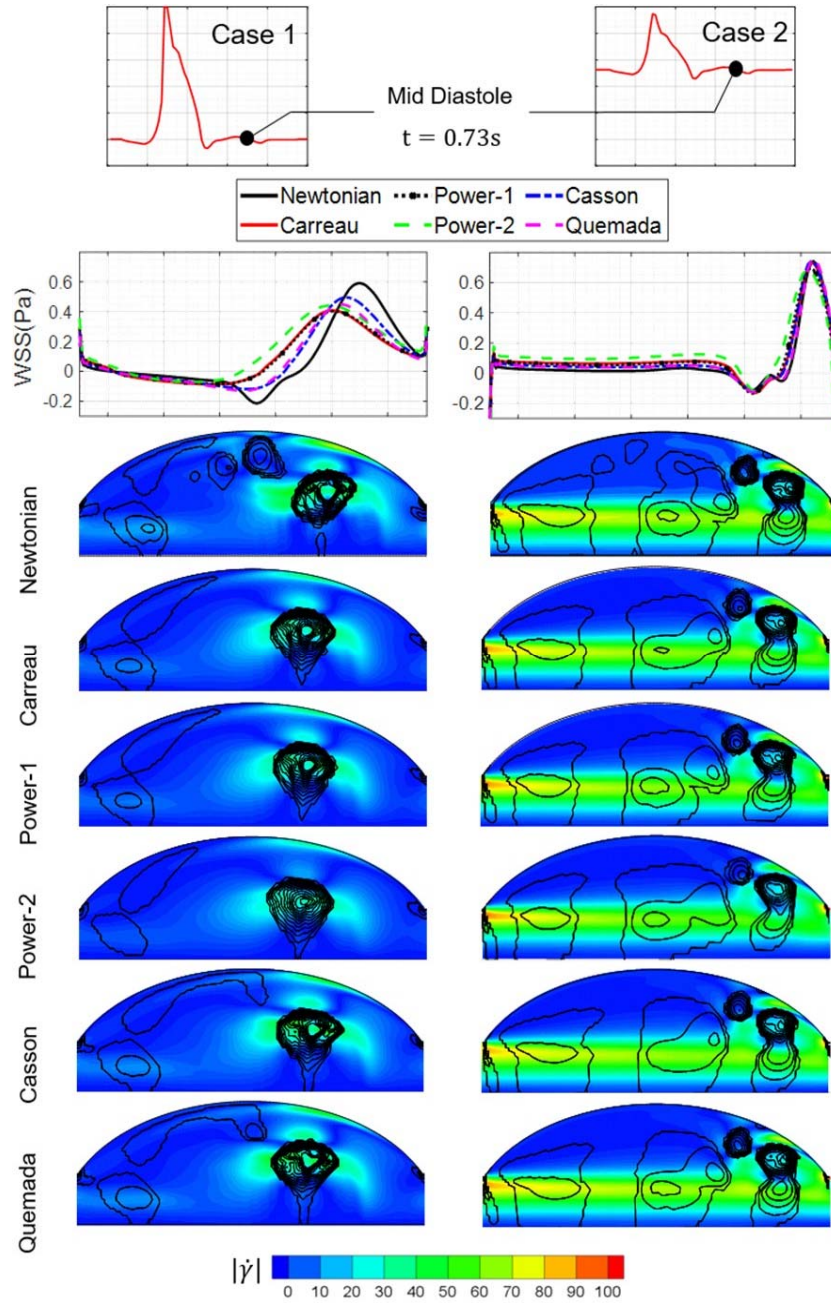 Case 1
Case 2
Mid Diastole
t = 0.73s
Newtonian Power-1 Casson
Carreau Power-2 Quemada
WSS(Pa)
0.6
0.4
0.2
0
-0.2
0.6
0.4
0.2
0
-0.2
Newtonian
Carreau
Power-1
Power-2
Casson
Quemada
|γ̇|
0 10 20 30 40 50 60 70 80 90 100